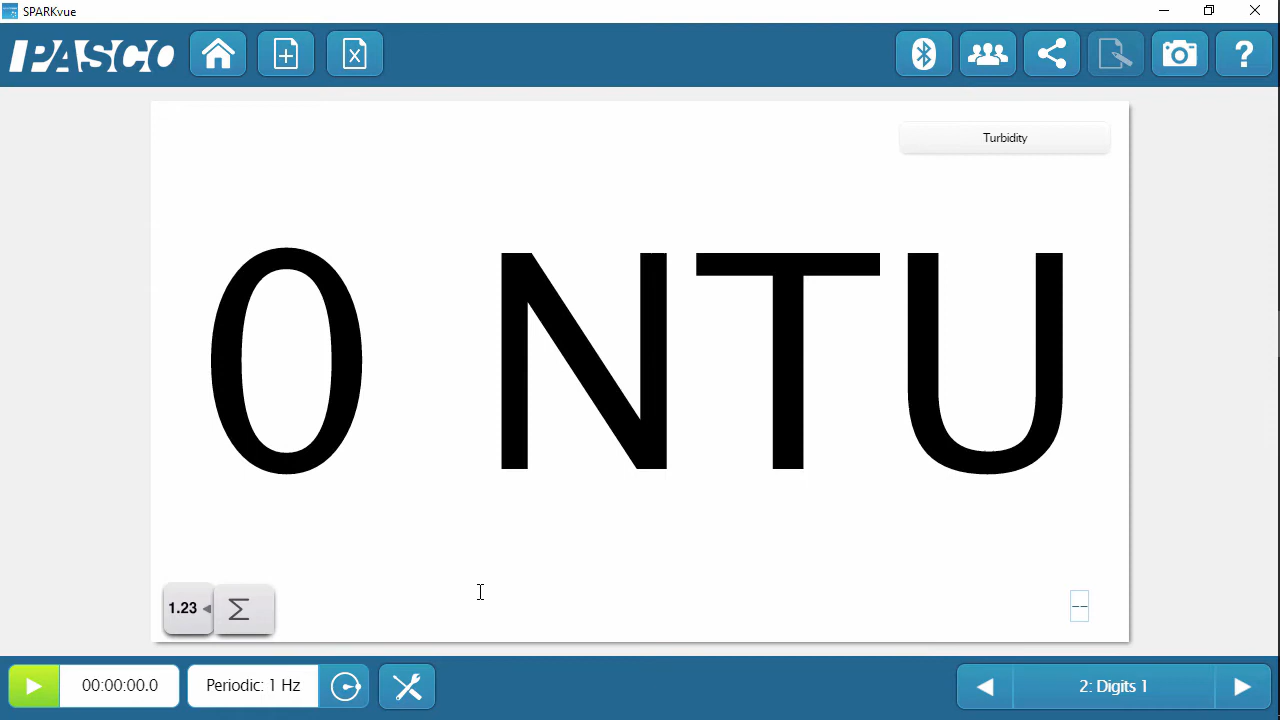 SPARKvue
PASCO
Turbidity
0 NTU
1.23 Σ
--
00:00:00.0
Periodic: 1 Hz
2: Digits 1